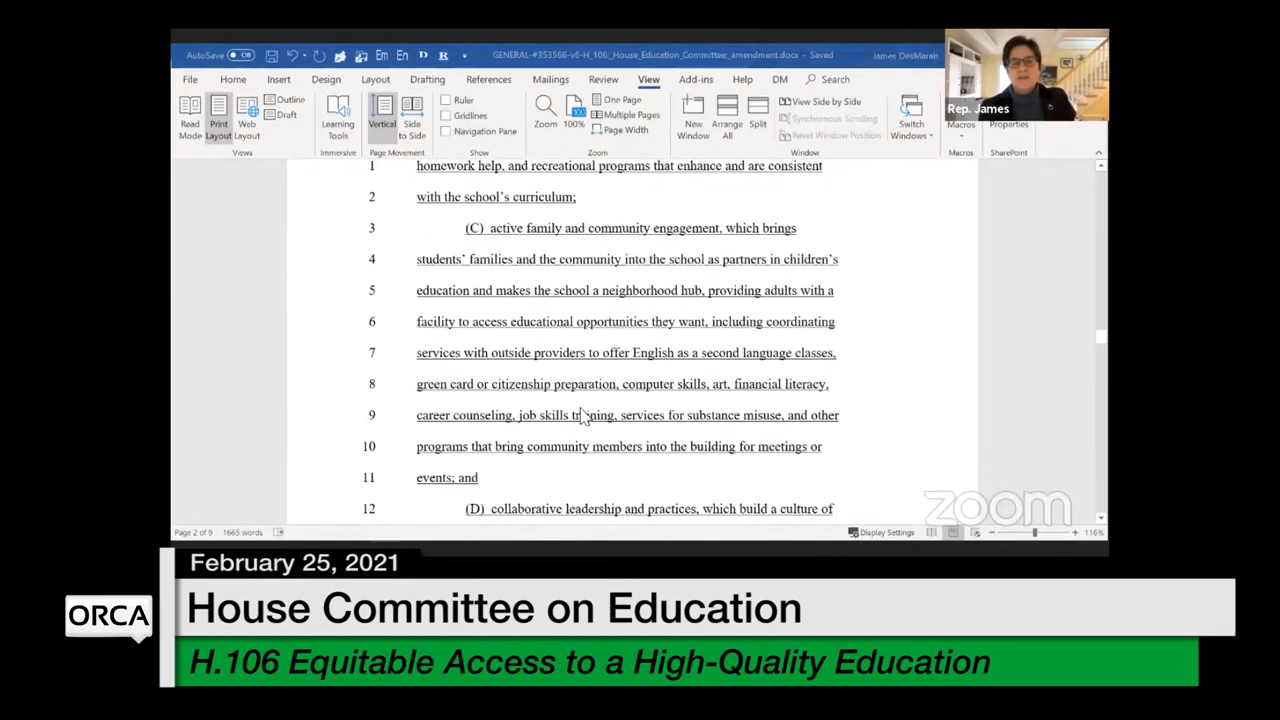 AutoSave Off Em En D R GENERAL-#353566-v6-H_106;_House_Education_Committee_amendment.docx - Saved James DesMarais
File Home Insert Design Layout Drafting References Mailings Review View Add-ins Help DM Search
Read Mode Print Layout Web Layout Outline Draft Learning Tools Vertical Side to Side Ruler Gridlines Navigation Pane Zoom 100% One Page Multiple Pages Page Width New Window Arrange All Split View Side by Side Synchronous Scrolling Reset Window Position Switch Windows Macros Properties
Views Immersive Page Movement Show Zoom Window Macros SharePoint
Rep. James
1 homework help, and recreational programs that enhance and are consistent
2 with the school's curriculum;
3 (C) active family and community engagement, which brings
4 students' families and the community into the school as partners in children's
5 education and makes the school a neighborhood hub, providing adults with a
6 facility to access educational opportunities they want, including coordinating
7 services with outside providers to offer English as a second language classes,
8 green card or citizenship preparation, computer skills, art, financial literacy,
9 career counseling, job skills training, services for substance misuse, and other
10 programs that bring community members into the building for meetings or
11 events; and
12 (D) collaborative leadership and practices, which build a culture of
zoom
Page 2 of 9 1665 words Display Settings 116%
February 25, 2021
ORCA
House Committee on Education
H.106 Equitable Access to a High-Quality Education